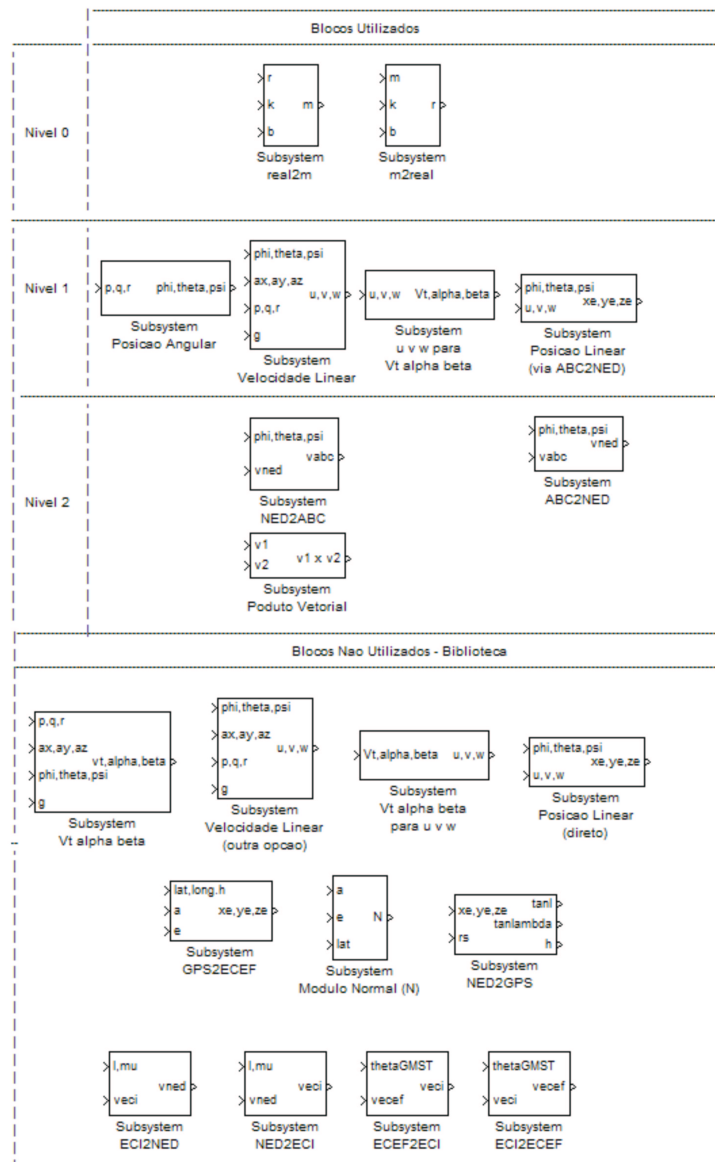 Blocos Utilizados
Nivel 0
r
k
b
m
Subsystem
real2m
m
k
b
r
Subsystem
m2real
Nivel 1
p,q,r
phi,theta,psi
Subsystem
Posicao Angular
phi,theta,psi
ax,ay,az
u,v,w
p,q,r
g
Subsystem
Velocidade Linear
u,v,w
Vt,alpha,beta
Subsystem
u v w para
Vt alpha beta
phi,theta,psi
xe,ye,ze
u,v,w
Subsystem
Posicao Linear
(via ABC2NED)
Nivel 2
phi,theta,psi
vabc
vned
Subsystem
NED2ABC
phi,theta,psi
vned
vabc
Subsystem
ABC2NED
v1
v1 x v2
v2
Subsystem
Poduto Vetorial
Blocos Nao Utilizados - Biblioteca
p,q,r
ax,ay,az
vt,alpha,beta
phi,theta,psi
g
Subsystem
Vt alpha beta
phi,theta,psi
ax,ay,az
u,v,w
p,q,r
g
Subsystem
Velocidade Linear
(outra opcao)
Vt,alpha,beta
u,v,w
Subsystem
Vt alpha beta
para u v w
phi,theta,psi
xe,ye,ze
u,v,w
Subsystem
Posicao Linear
(direto)
lat,long.h
a
xe,ye,ze
e
Subsystem
GPS2ECEF
a
e
N
lat
Subsystem
Modulo Normal (N)
xe,ye,ze
rs
tanl
tanlambda
h
Subsystem
NED2GPS
l,mu
vned
veci
Subsystem
ECI2NED
l,mu
veci
vned
Subsystem
NED2ECI
thetaGMST
veci
vecef
Subsystem
ECEF2ECI
thetaGMST
vecef
veci
Subsystem
ECI2ECEF